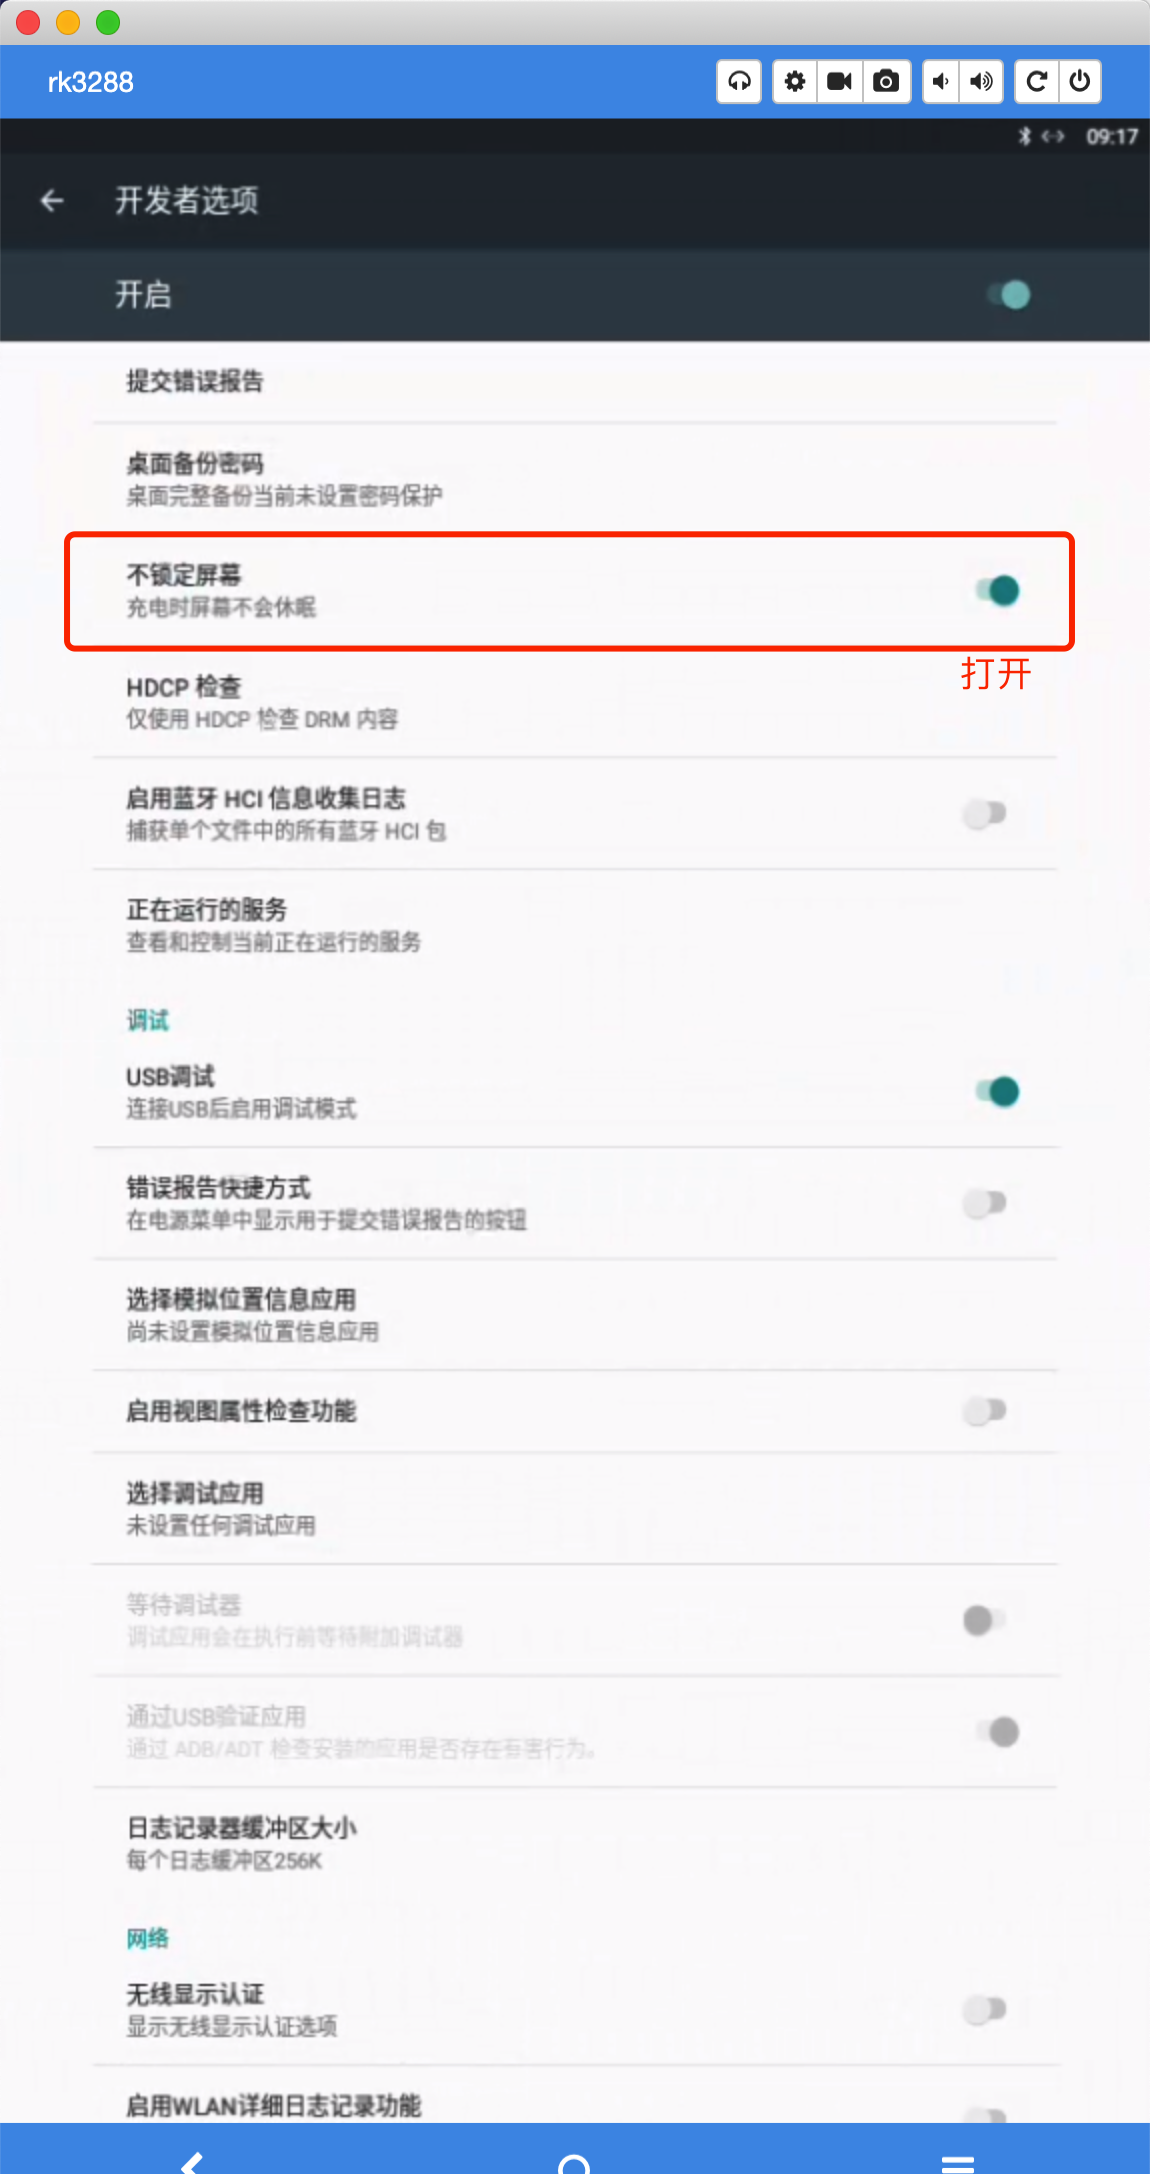 rk3288
09:17
开发者选项
开启
提交错误报告
桌面备份密码
桌面完整备份当前未设置密码保护
不锁定屏幕
充电时屏幕不会休眠
打开
HDCP 检查
仅使用 HDCP 检查 DRM 内容
启用蓝牙 HCI 信息收集日志
捕获单个文件中的所有蓝牙 HCI 包
正在运行的服务
查看和控制当前正在运行的服务
调试
USB调试
连接USB后启用调试模式
错误报告快捷方式
在电源菜单中显示用于提交错误报告的按钮
选择模拟位置信息应用
尚未设置模拟位置信息应用
启用视图属性检查功能
选择调试应用
未设置任何调试应用
等待调试器
调试应用会在执行前等待附加调试器
通过USB验证应用
通过 ADB/ADT 检查安装的应用是否存在有害行为。
日志记录器缓冲区大小
每个日志缓冲区256K
网络
无线显示认证
显示无线显示认证选项
启用WLAN详细日志记录功能